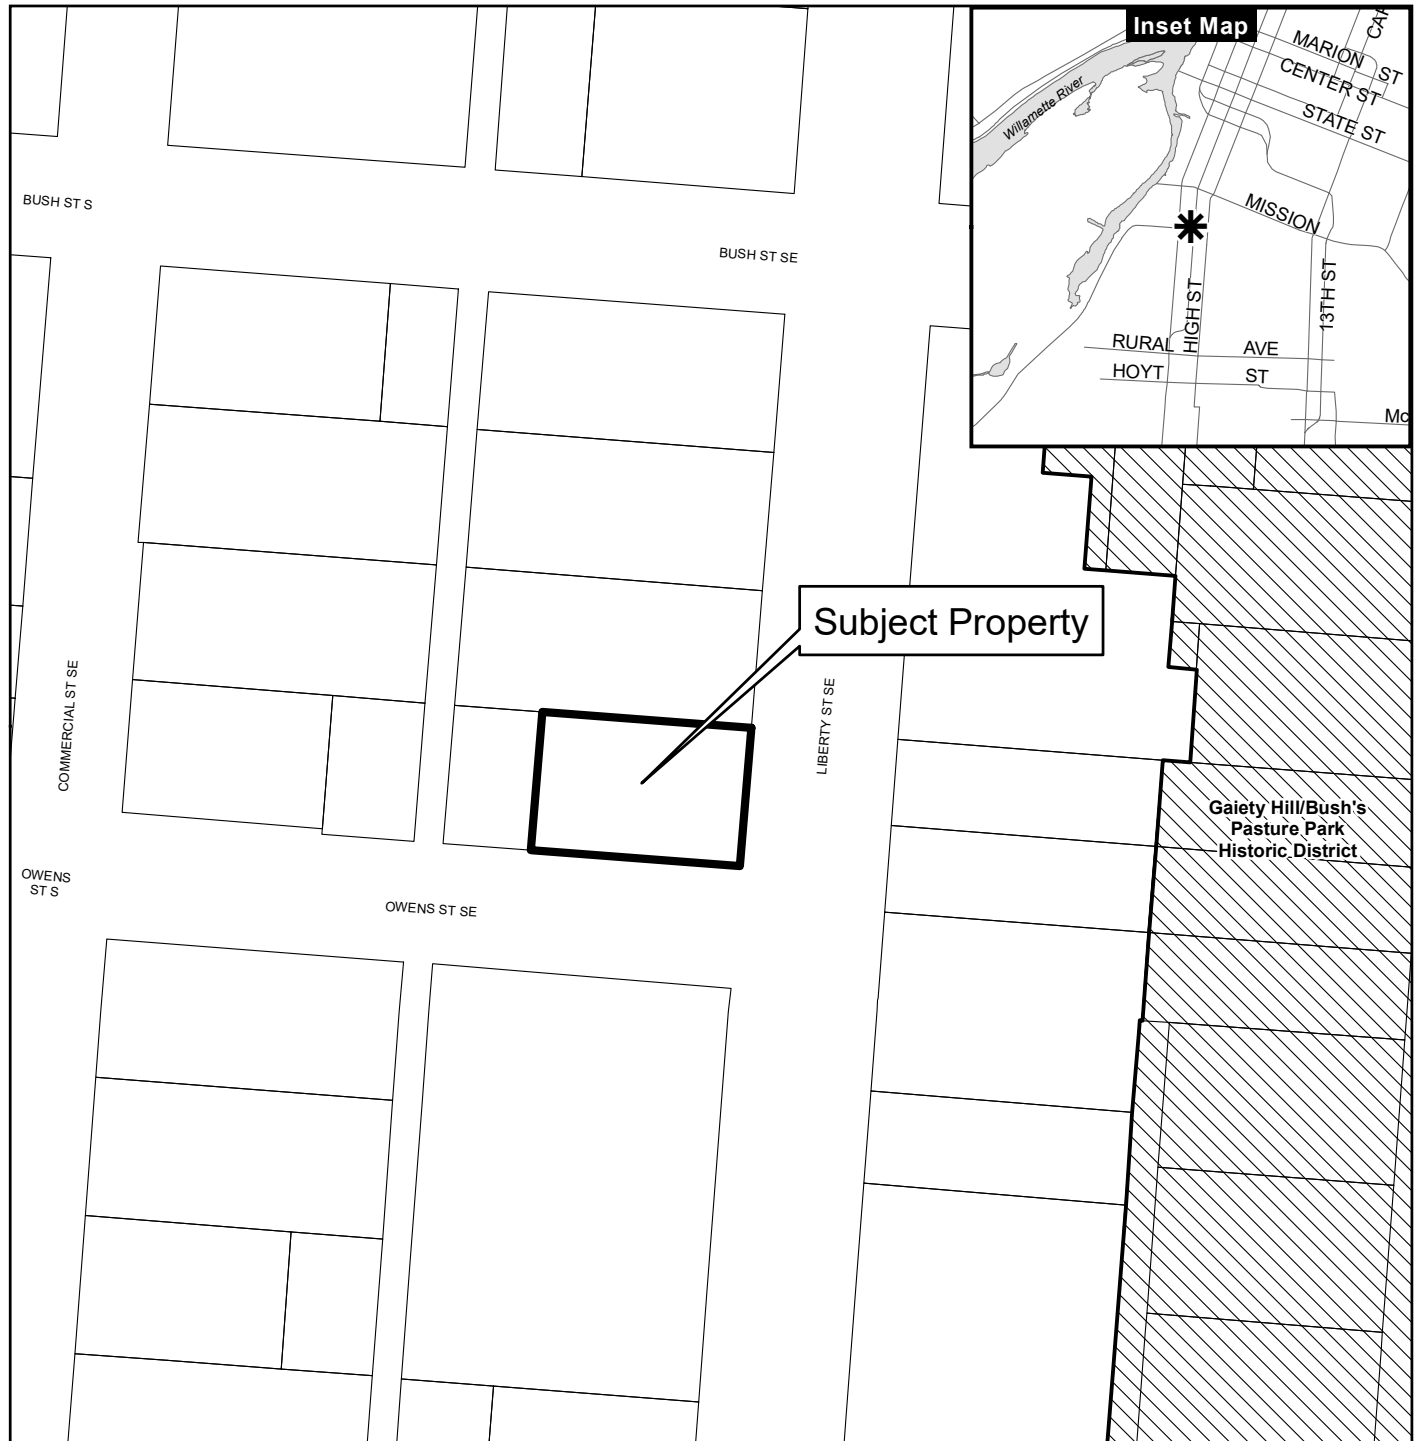 Inset Map
CAP
MARION ST
CENTER ST
STATE ST
Willamette River
MISSION
HIGH ST
13TH ST
RURAL AVE
HOYT ST
Mc
BUSH ST S
BUSH ST SE
Subject Property
COMMERCIAL ST SE
LIBERTY ST SE
Gaiety Hill/Bush's
Pasture Park
Historic District
OWENS
ST S
OWENS ST SE